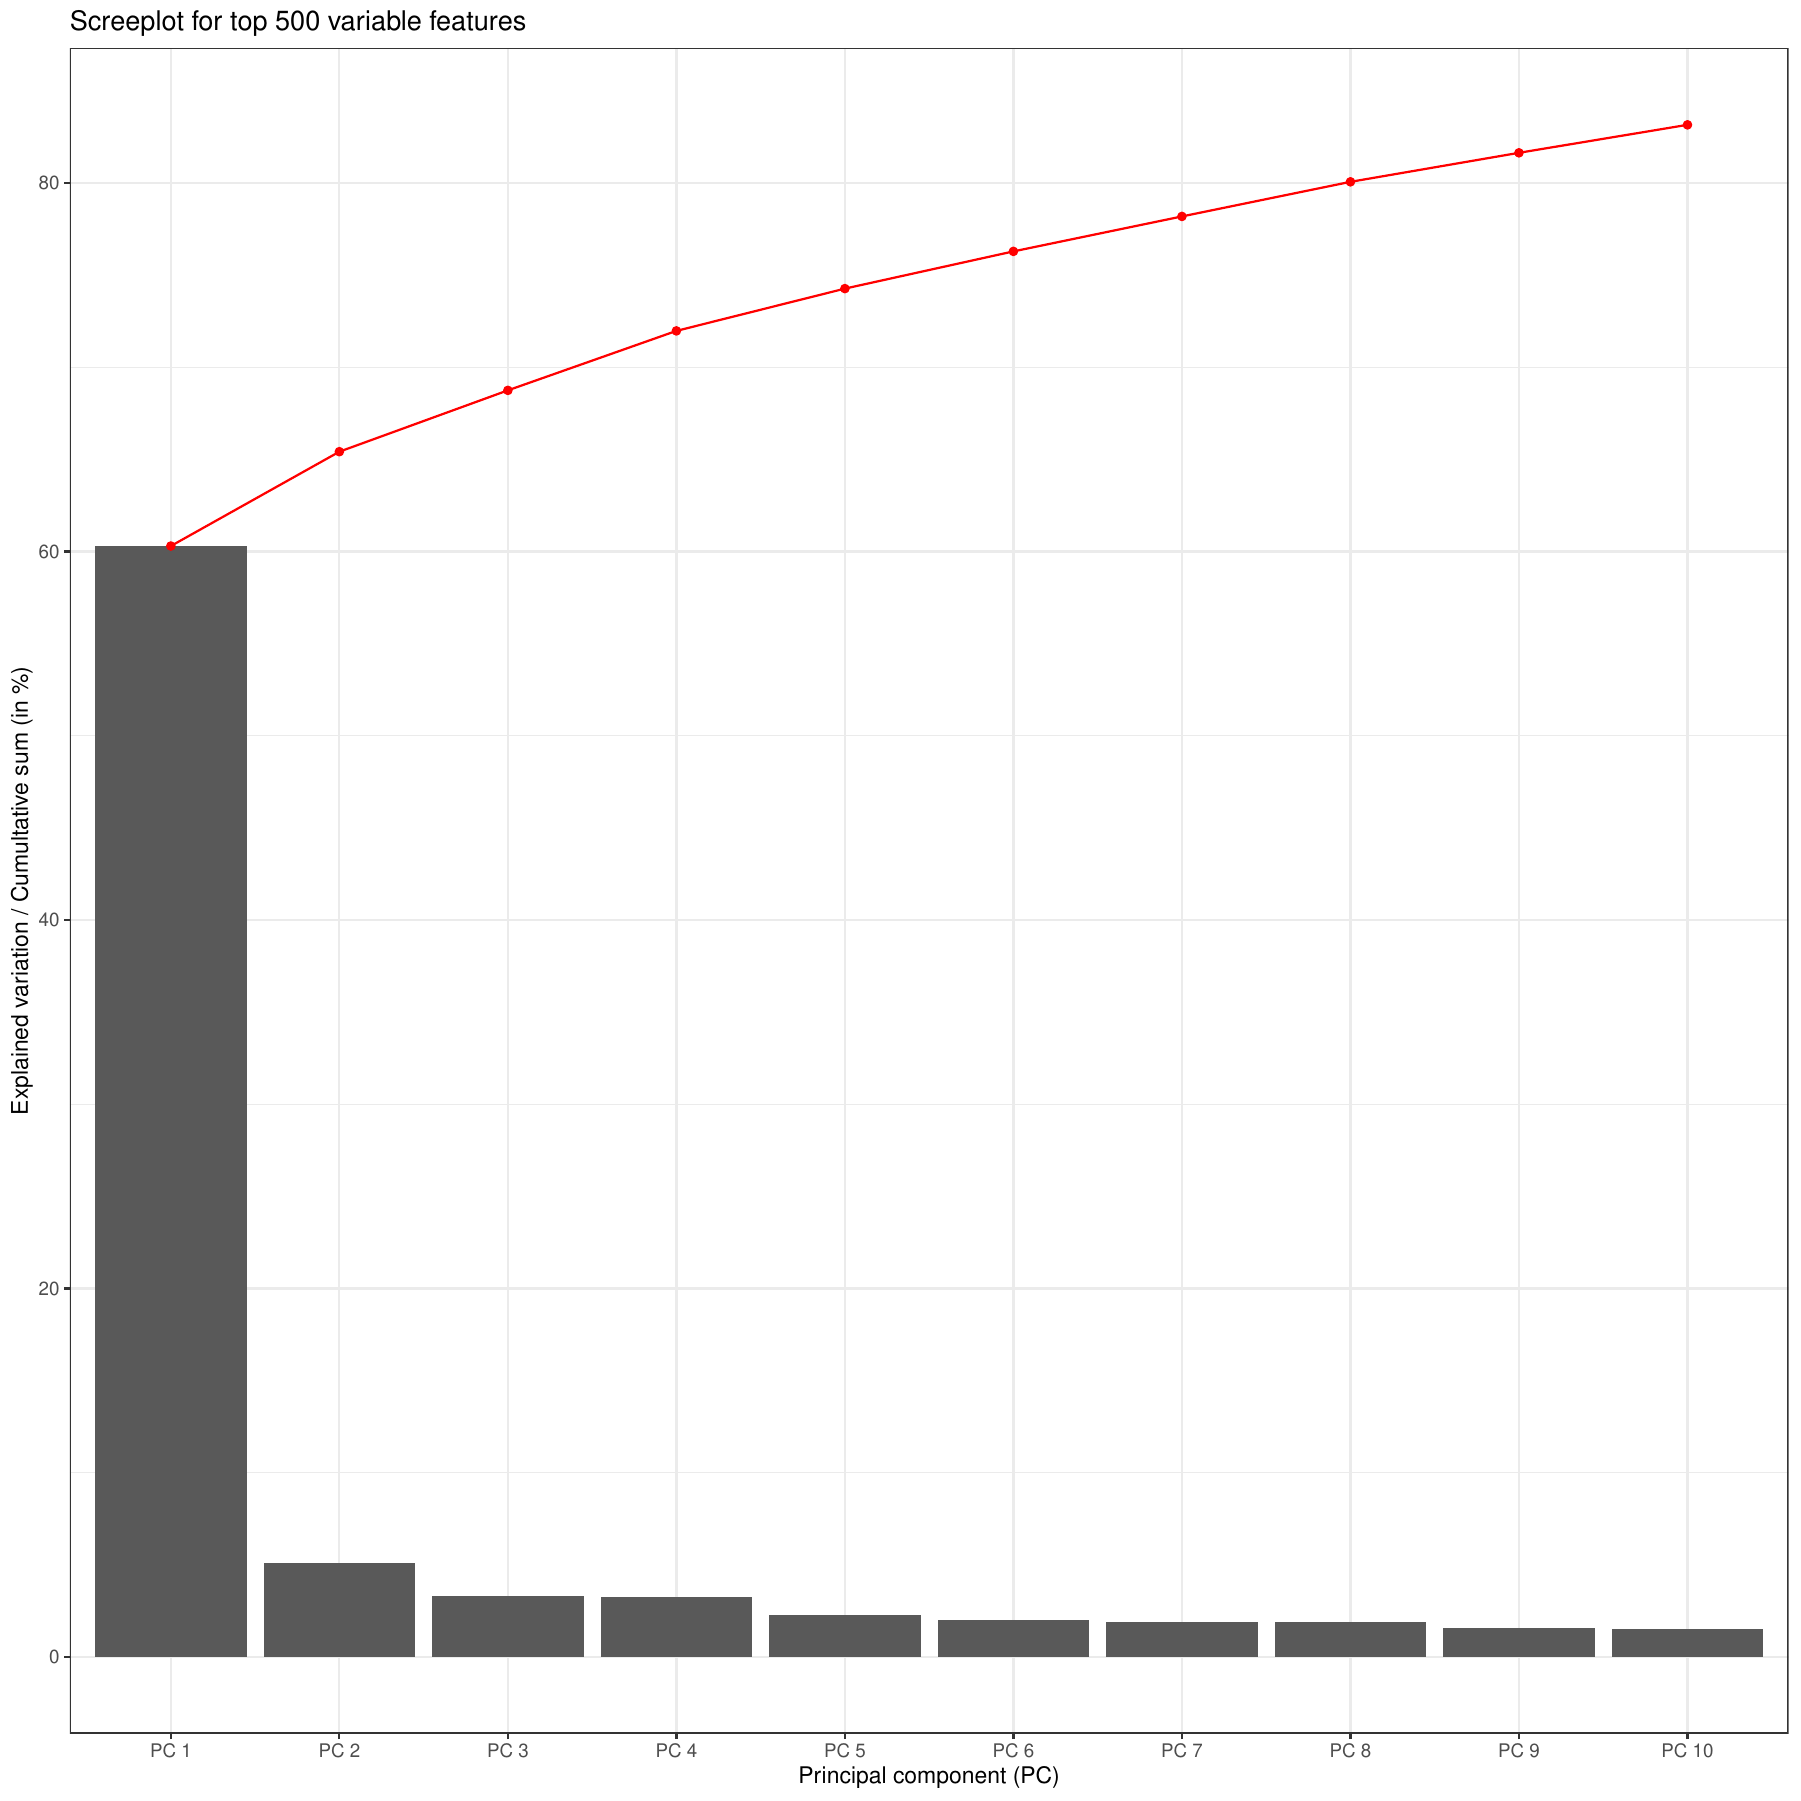 Screeplot for top 500 variable features
Explained variation / Cumultative sum (in %)
80
60
40
20
0
PC 1 PC 2 PC 3 PC 4 PC 5 PC 6 PC 7 PC 8 PC 9 PC 10
Principal component (PC)